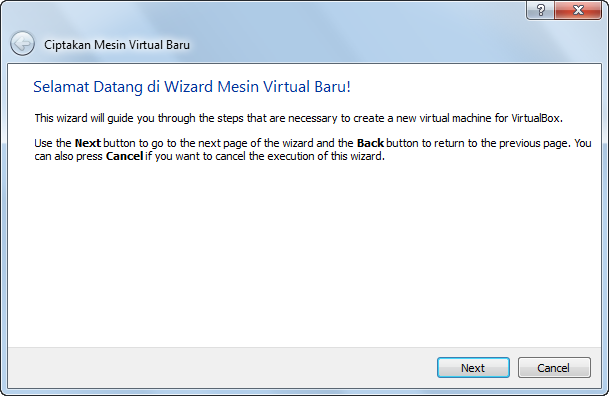 ?
Ciptakan Mesin Virtual Baru
Selamat Datang di Wizard Mesin Virtual Baru!
This wizard will guide you through the steps that are necessary to create a new virtual machine for VirtualBox.
Use the Next button to go to the next page of the wizard and the Back button to return to the previous page. You
can also press Cancel if you want to cancel the execution of this wizard.
Next
Cancel